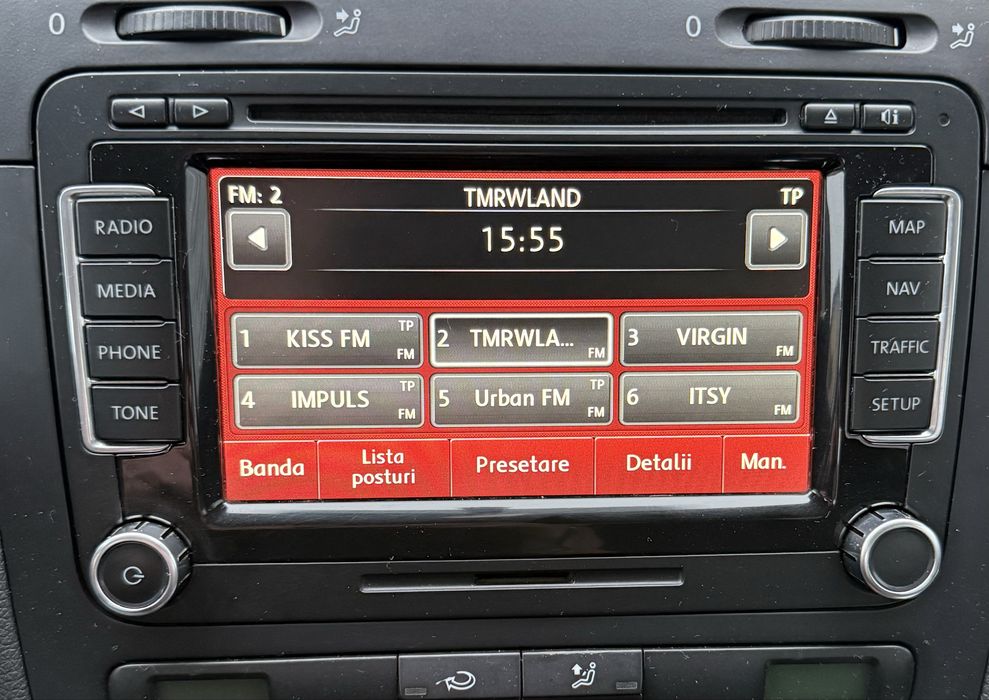 0
0
FM: 2 TMRWLAND TP
15:55
RADIO
MEDIA
PHONE
TONE
1 KISS FM TP FM
2 TMRWLA... FM
3 VIRGIN FM
4 IMPULS TP FM
5 Urban FM TP FM
6 ITSY FM
Banda
Lista
posturi
Presetare
Detalii
Man.
MAP
NAV
TRAFFIC
SETUP